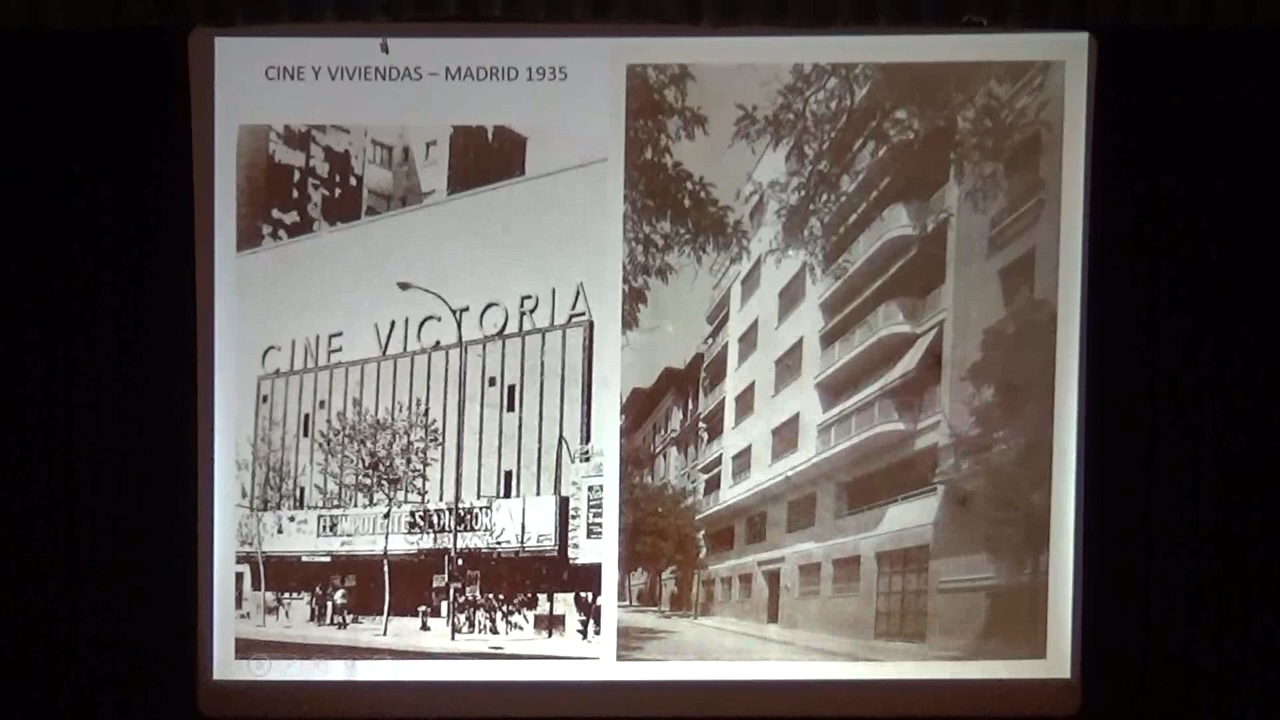 CINE Y VIVIENDAS – MADRID 1935
CINE VICTORIA
EL IMPOTENTE SEDUCTOR